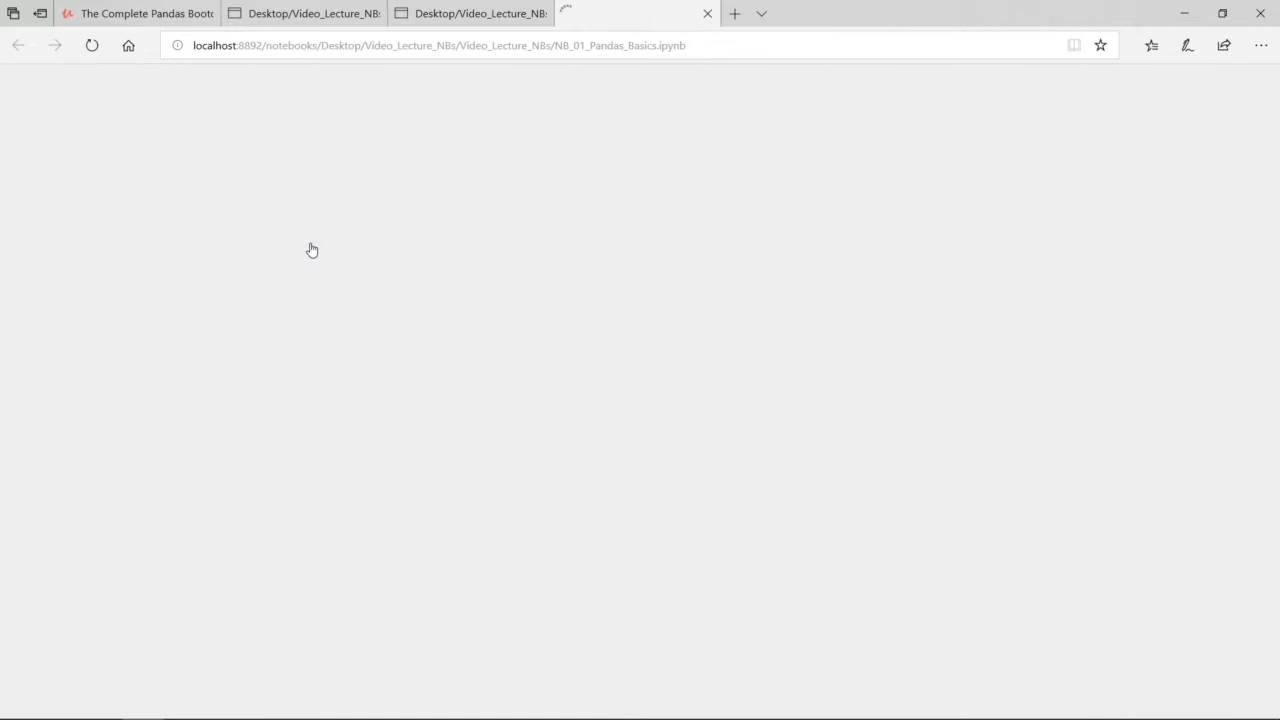 The Complete Pandas Boot
Desktop/Video_Lecture_NB:
Desktop/Video_Lecture_NB:
localhost:8892/notebooks/Desktop/Video_Lecture_NBs/Video_Lecture_NBs/NB_01_Pandas_Basics.ipynb